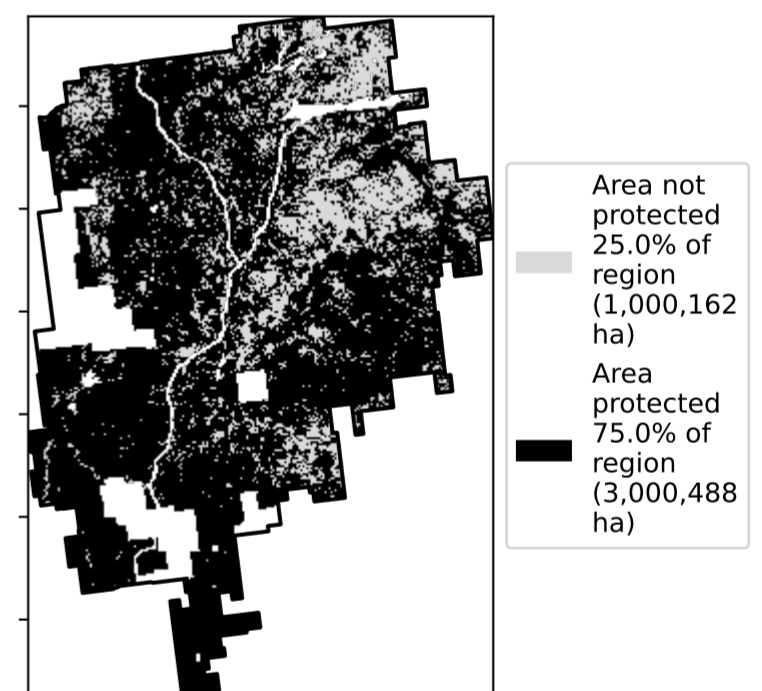 Area not
protected
25.0% of
region
(1,000,162
ha)
Area
protected
75.0% of
region
(3,000,488
ha)